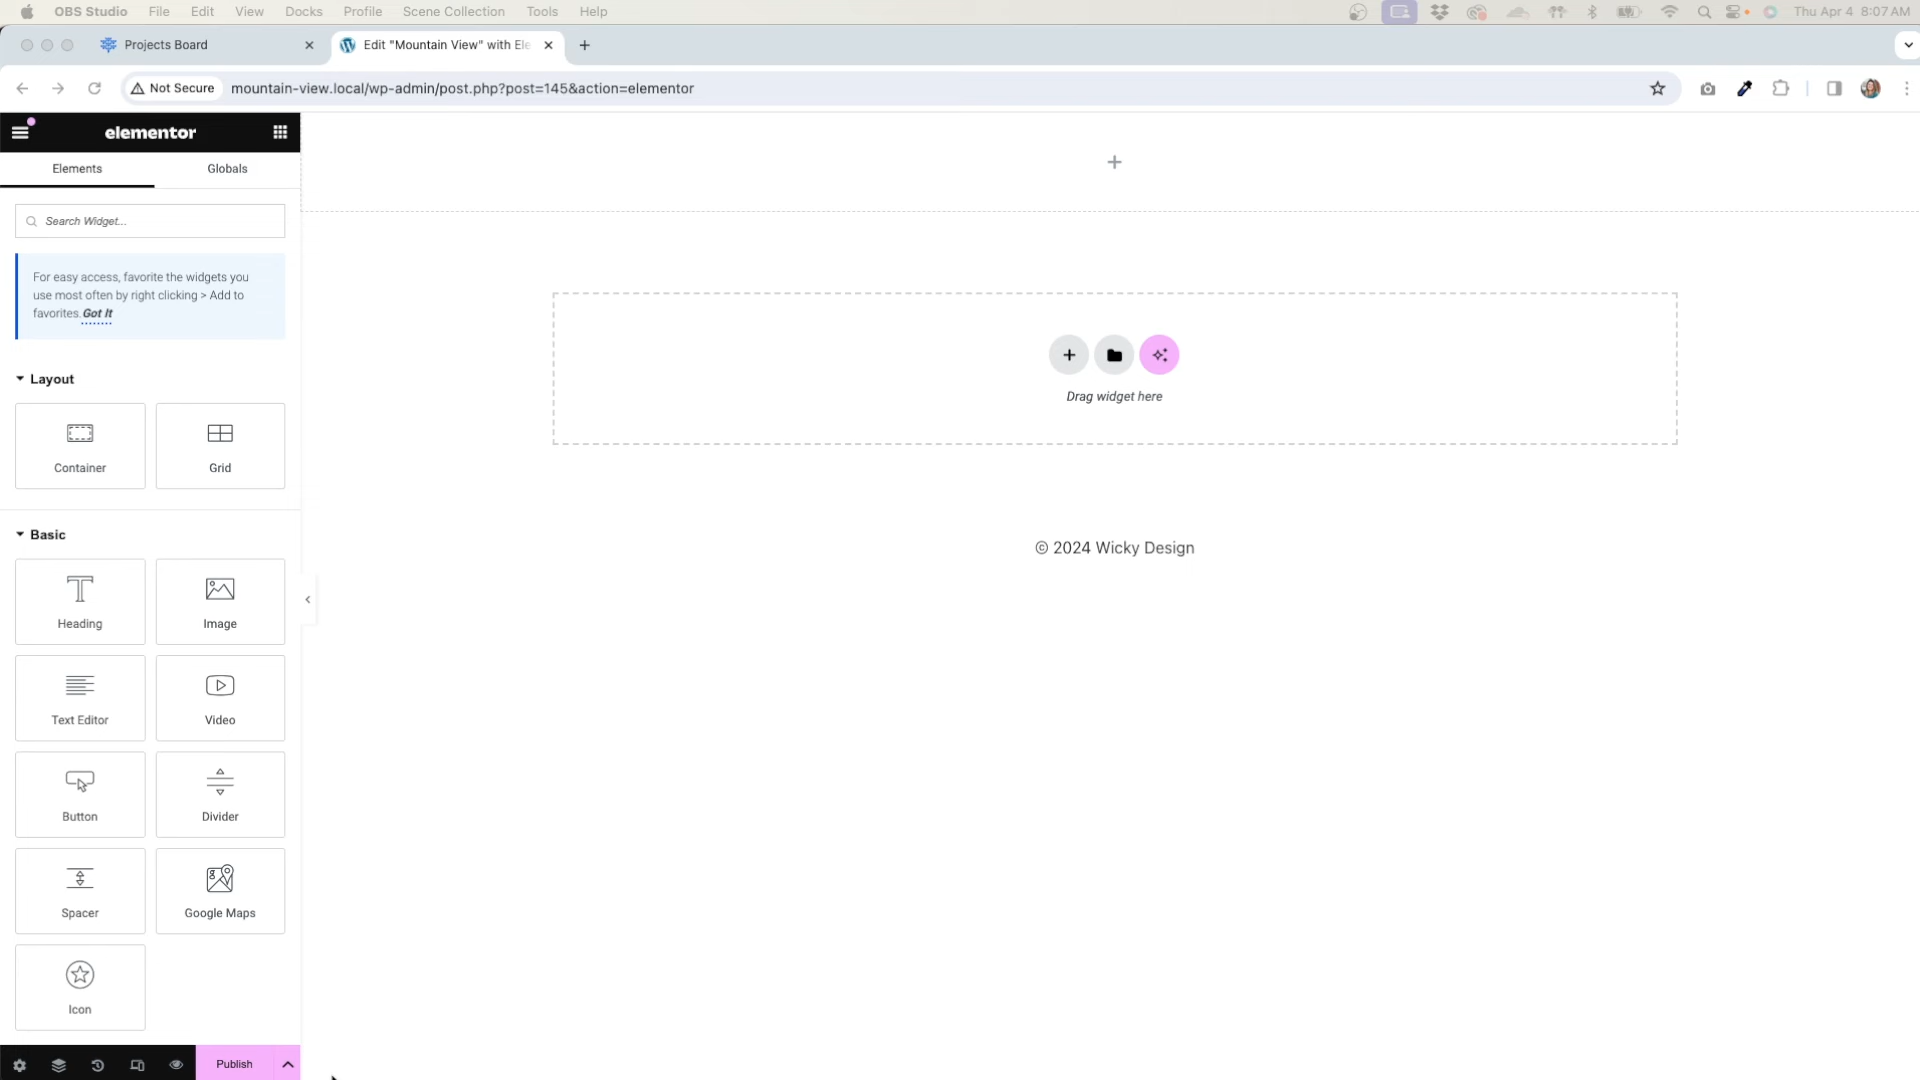 OBS Studio File Edit View Docks Profile Scene Collection Tools Help Thu Apr 4 8:07 AM
Projects Board Edit "Mountain View" with Ele
Not Secure mountain-view.local/wp-admin/post.php?post=145&action=elementor
elementor
Elements Globals
Search Widget...
For easy access, favorite the widgets you
use most often by right clicking > Add to
favorites. Got It
Layout
Container Grid
Basic
Heading Image
Text Editor Video
Button Divider
Spacer Google Maps
Icon
Publish
Drag widget here
© 2024 Wicky Design